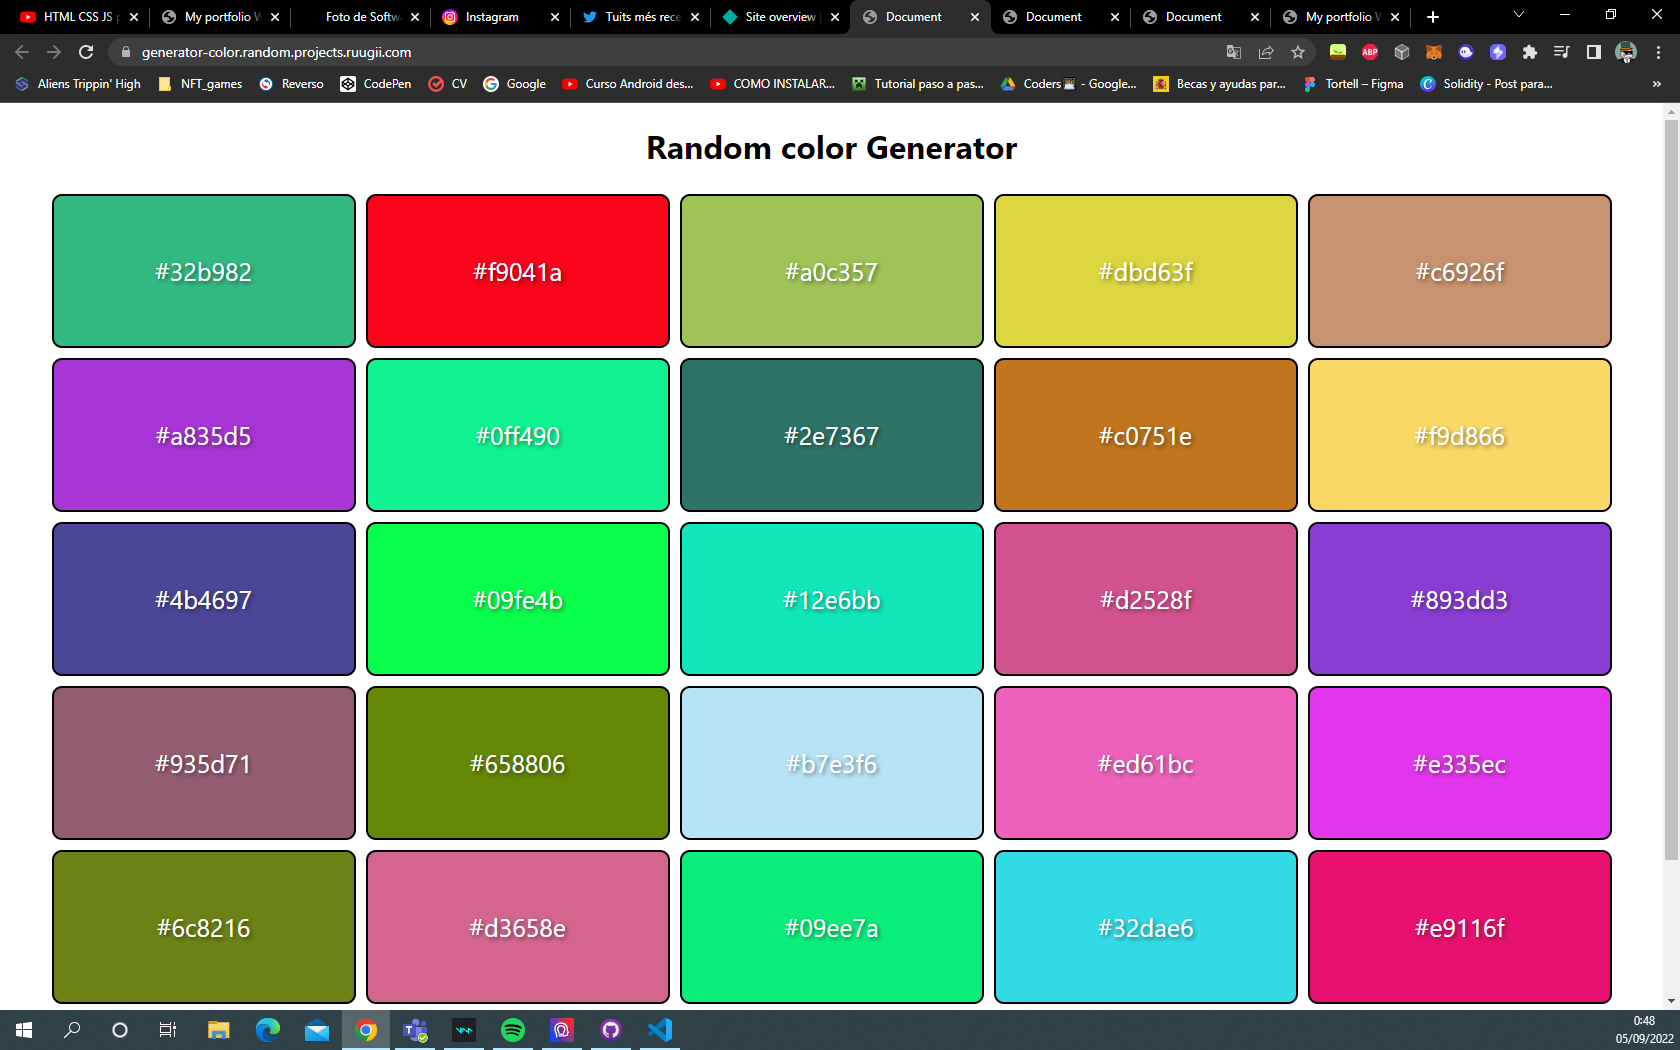 HTML CSS JS p
My portfolio W
Foto de Softw
Instagram
Tuits més rece
Site overview
Document
Document
Document
My portfolio W
generator-color.random.projects.ruugii.com
ABP
Aliens Trippin' High
NFT_games
Reverso
CodePen
CV
Google
Curso Android des...
COMO INSTALAR...
Tutorial paso a pas...
Coders - Google...
Becas y ayudas par...
Tortell – Figma
Solidity - Post para...
»
Random color Generator
#32b982
#f9041a
#a0c357
#dbd63f
#c6926f
#a835d5
#0ff490
#2e7367
#c0751e
#f9d866
#4b4697
#09fe4b
#12e6bb
#d2528f
#893dd3
#935d71
#658806
#b7e3f6
#ed61bc
#e335ec
#6c8216
#d3658e
#09ee7a
#32dae6
#e9116f
0:48
05/09/2022